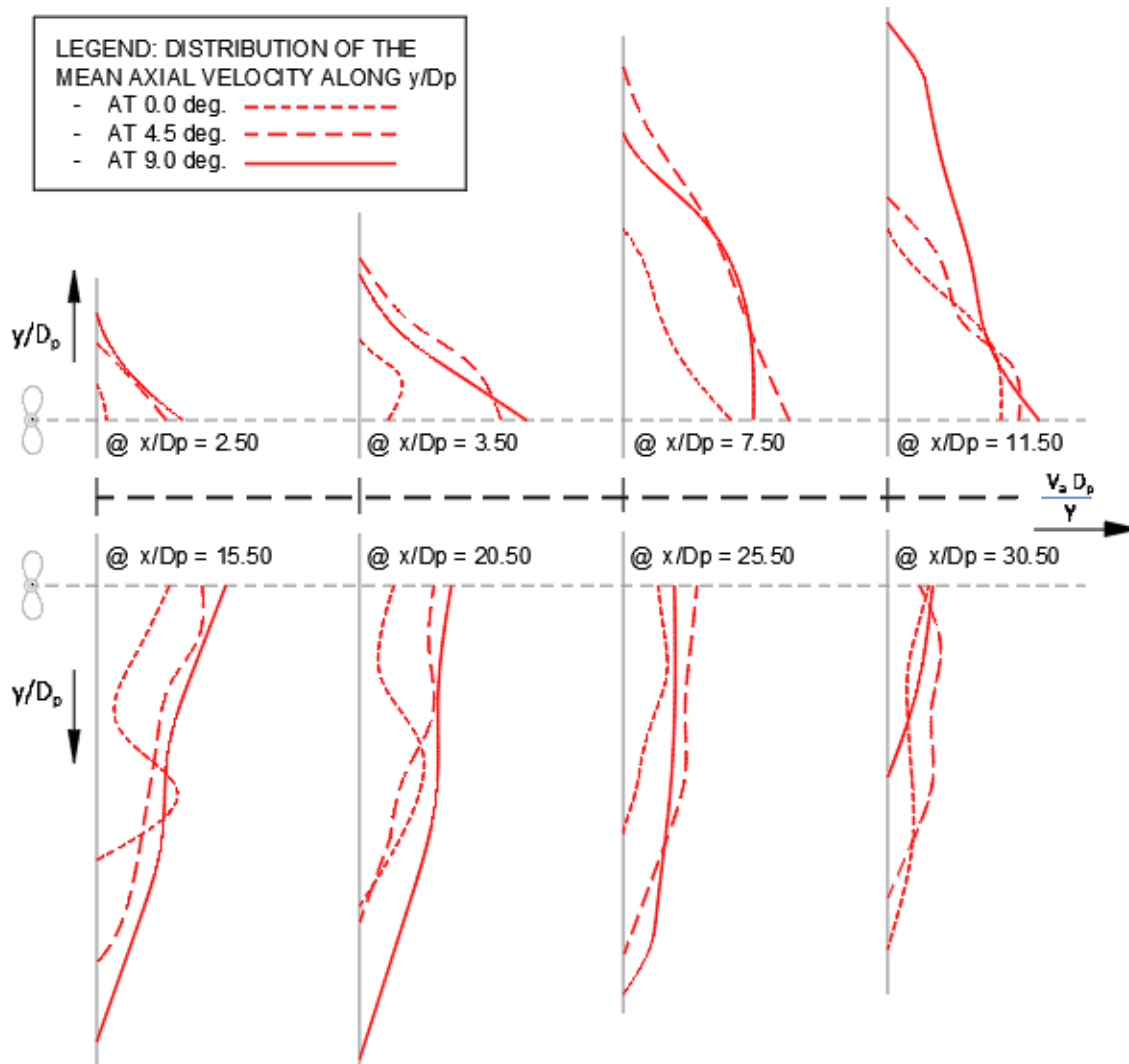 LEGEND: DISTRIBUTION OF THE
MEAN AXIAL VELOCITY ALONG y/Dp
- AT 0.0 deg.
- AT 4.5 deg.
- AT 9.0 deg.
y/Dp
@ x/Dp = 2.50
@ x/Dp = 3.50
@ x/Dp = 7.50
@ x/Dp = 11.50
Va Dp
γ
@ x/Dp = 15.50
@ x/Dp = 20.50
@ x/Dp = 25.50
@ x/Dp = 30.50
y/Dp